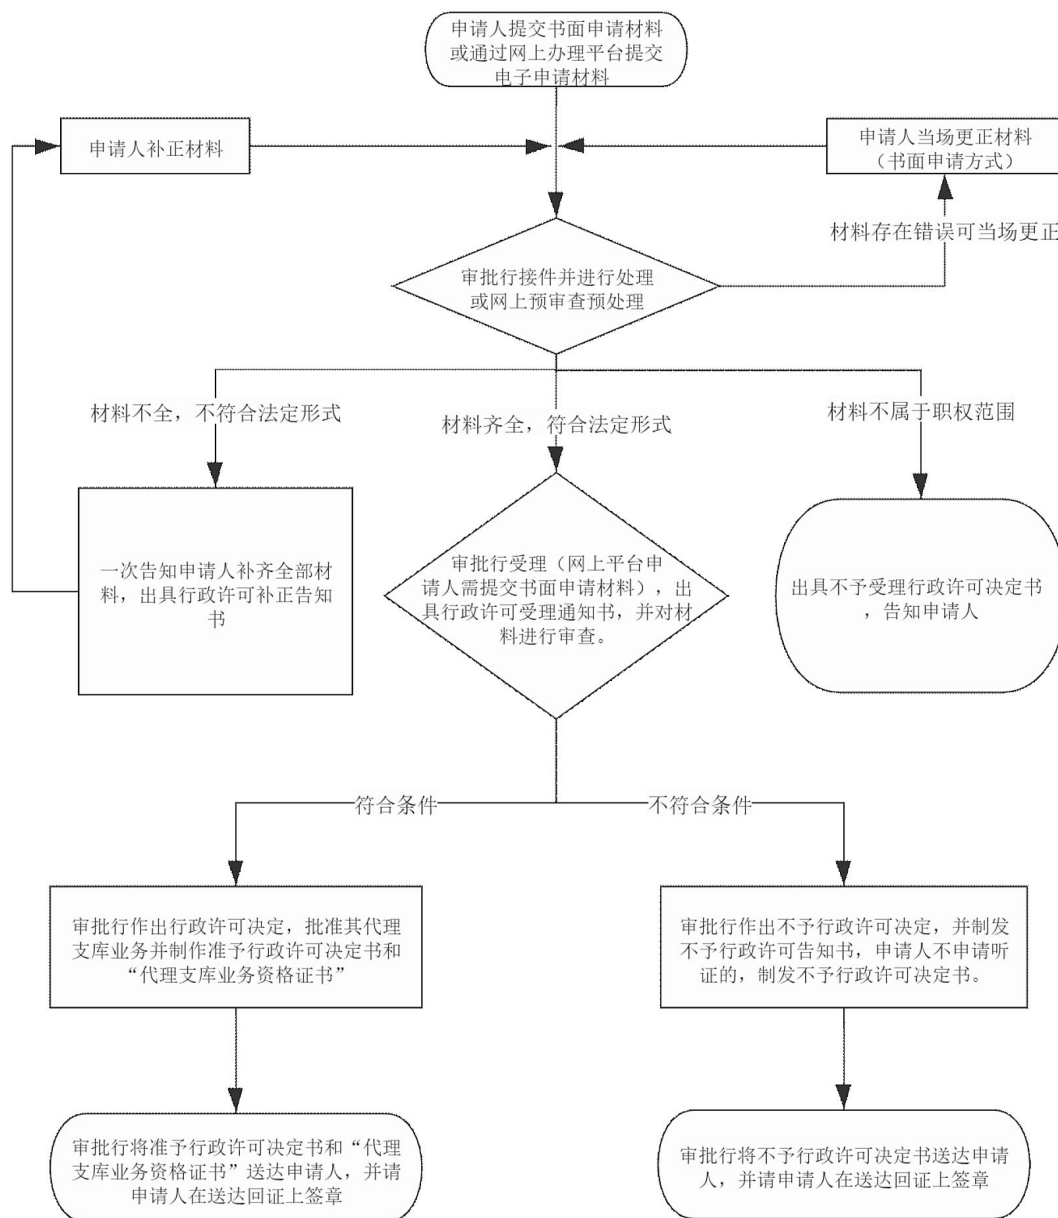 申请人提交书面申请材料
或通过网上办理平台提交
电子申请材料
申请人补正材料
申请人当场更正材料
（书面申请方式）
材料存在错误可当场更正
审批行接件并进行处理
或网上预审查预处理
材料不全，不符合法定形式
材料齐全，符合法定形式
材料不属于职权范围
一次告知申请人补齐全部材
料，出具行政许可补正告知
书
审批行受理（网上平台申
请人需提交书面申请材料），出
具行政许可受理通知书，并对材
料进行审查。
出具不予受理行政许可决定书
，告知申请人
符合条件
不符合条件
审批行作出行政许可决定，批准其代理
支库业务并制作准予行政许可决定书和
“代理支库业务资格证书”
审批行作出不予行政许可决定，并制发
不予行政许可告知书，申请人不申请听
证的，制发不予行政许可决定书。
审批行将准予行政许可决定书和“代理
支库业务资格证书”送达申请人，并请
申请人在送达回证上签章
审批行将不予行政许可决定书送达申请
人，并请申请人在送达回证上签章